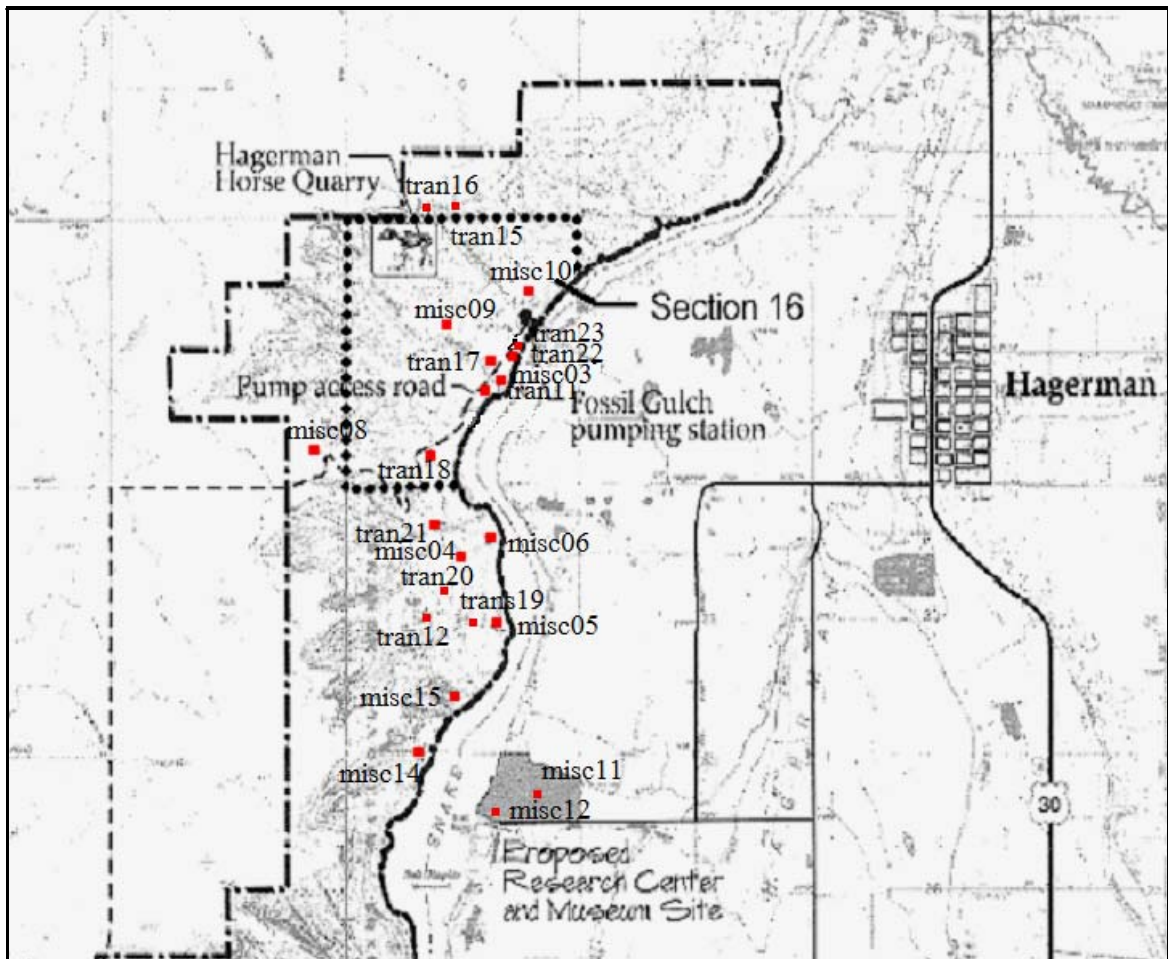 Hagerman
Horse Quarry
tran16
tran15
misc10
Section 16
misc09
tran23
tran22
tran17
misc03
Pump access road
tran11
Hagerman
Fossil Gulch
pumping station
misc08
tran18
tran21
misc06
misc04
tran20
trans19
tran12
misc05
misc15
misc14
misc11
misc12
SNAKE
30
Proposed
Research Center
and Museum Site
26